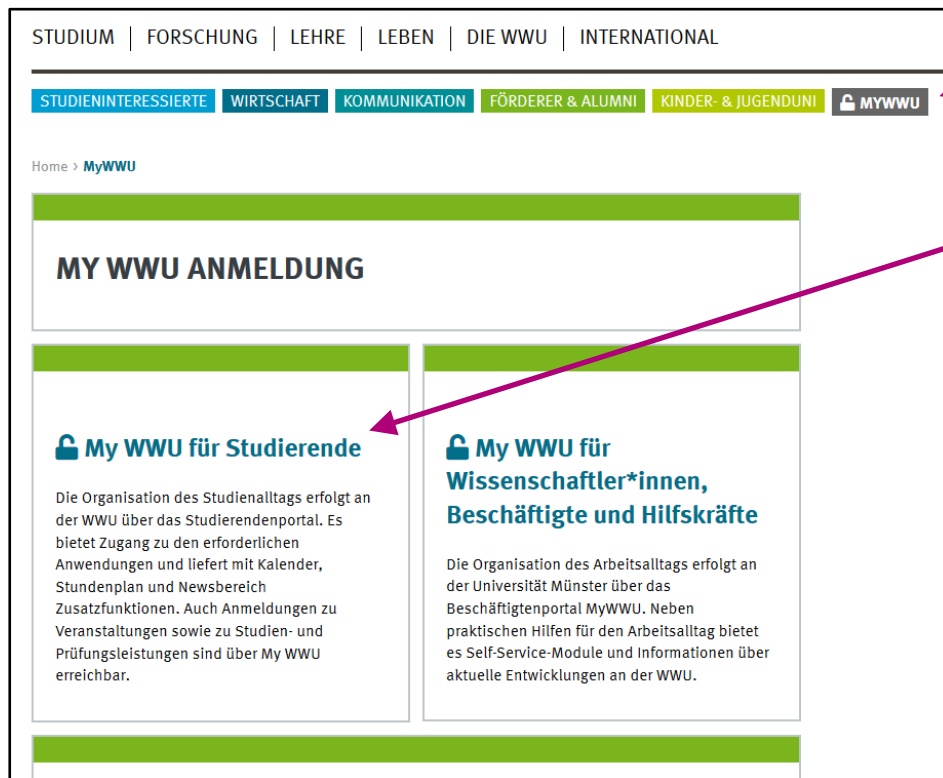 STUDIUM | FORSCHUNG | LEHRE | LEBEN | DIE WWU | INTERNATIONAL
STUDIENINTERESSIERTE WIRTSCHAFT KOMMUNIKATION FÖRDERER & ALUMNI KINDER- & JUGENDUNI MYWWU
Home > MyWWU
MY WWU ANMELDUNG
My WWU für Studierende
Die Organisation des Studienalltags erfolgt an
der WWU über das Studierendenportal. Es
bietet Zugang zu den erforderlichen
Anwendungen und liefert mit Kalender,
Stundenplan und Newsbereich
Zusatzfunktionen. Auch Anmeldungen zu
Veranstaltungen sowie zu Studien- und
Prüfungsleistungen sind über My WWU
erreichbar.
My WWU für
Wissenschaftler*innen,
Beschäftigte und Hilfskräfte
Die Organisation des Arbeitsalltags erfolgt an
der Universität Münster über das
Beschäftigtenportal MyWWU. Neben
praktischen Hilfen für den Arbeitsalltag bietet
es Self-Service-Module und Informationen über
aktuelle Entwicklungen an der WWU.